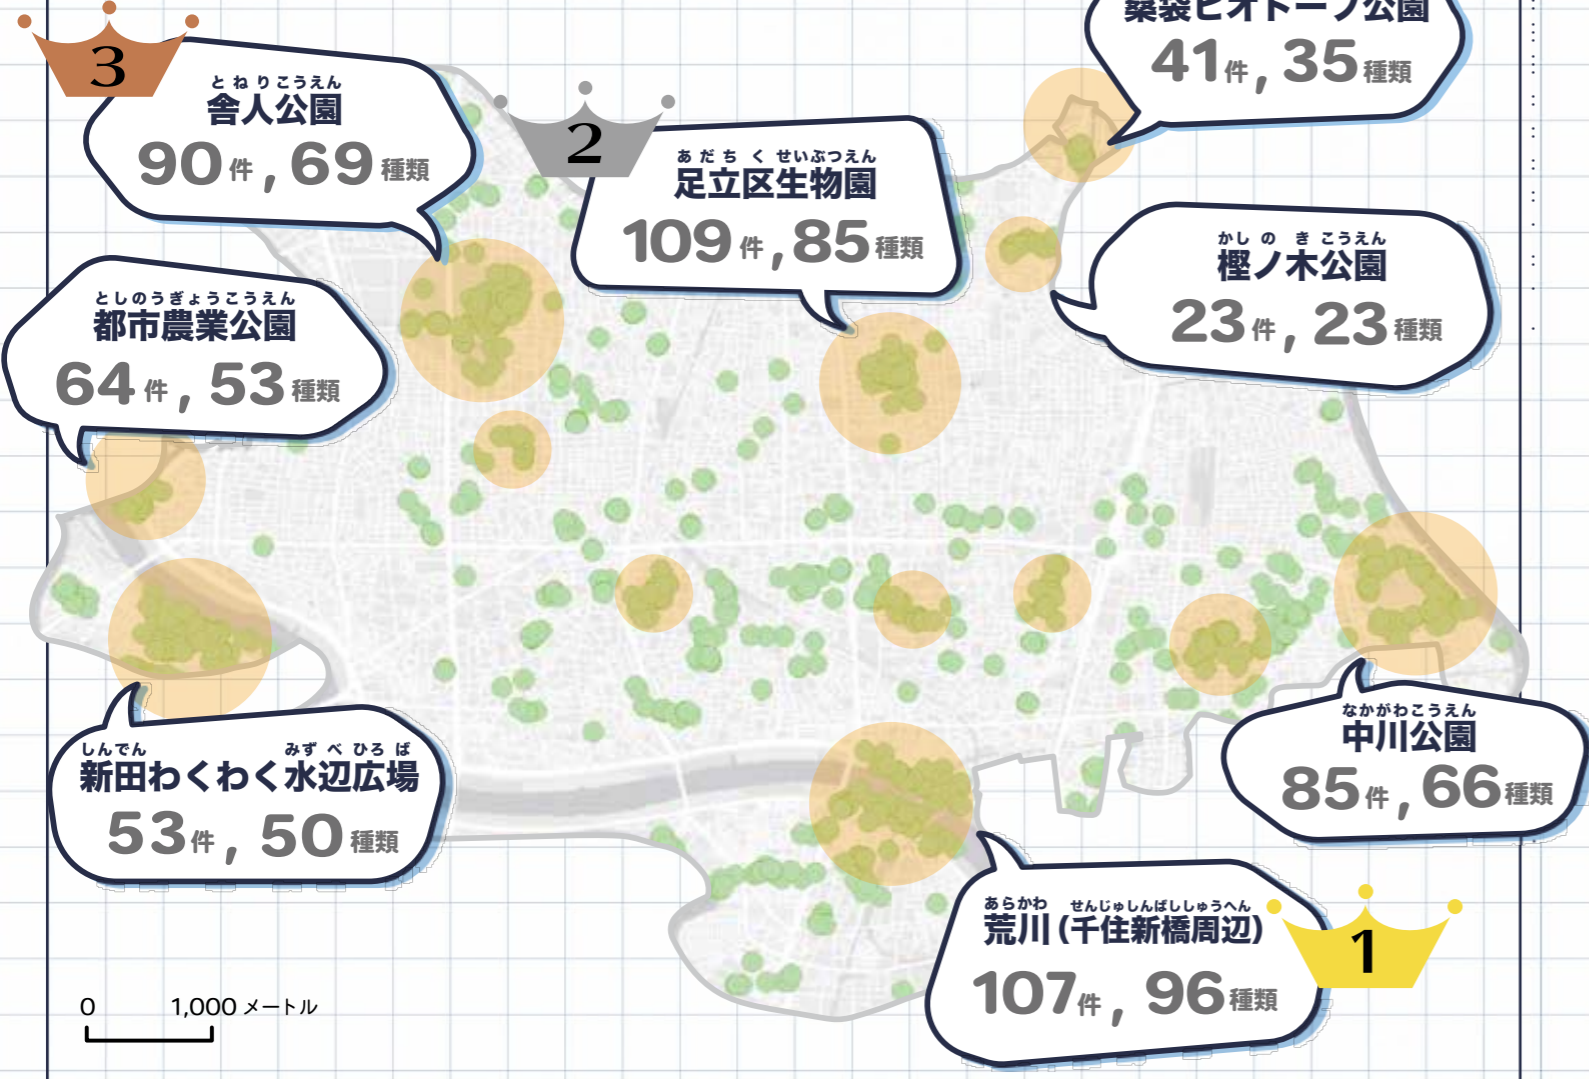 3
とねりこうえん
舎人公園
90件,69種類
2
あだちくせいぶつえん
足立区生物園
109件,85種類
桑袋ビオトープ公園
41件,35種類
かしのきこうえん
樫ノ木公園
23件,23種類
としのうぎょうこうえん
都市農業公園
64件,53種類
しんでん みずべひろば
新田わくわく水辺広場
53件,50種類
なかがわこうえん
中川公園
85件,66種類
あらかわ せんじゅしんばししゅうへん
荒川(千住新橋周辺)
107件,96種類
1
0 1,000メートル